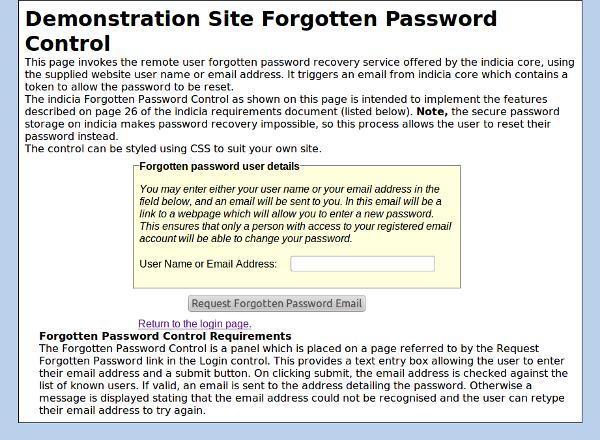 Demonstration Site Forgotten Password
Control
This page invokes the remote user forgotten password recovery service offered by the indicia core, using
the supplied website user name or email address. It triggers an email from indicia core which contains a
token to allow the password to be reset.
The indicia Forgotten Password Control as shown on this page is intended to implement the features
described on page 26 of the indicia requirements document (listed below). Note, the secure password
storage on indicia makes password recovery impossible, so this process allows the user to reset their
password instead.
The control can be styled using CSS to suit your own site.
Forgotten password user details
You may enter either your user name or your email address in the
field below, and an email will be sent to you. In this email will be a
link to a webpage which will allow you to enter a new password.
This ensures that only a person with access to your registered email
account will be able to change your password.
User Name or Email Address:
Request Forgotten Password Email
Return to the login page.
Forgotten Password Control Requirements
The Forgotten Password Control is a panel which is placed on a page referred to by the Request
Forgotten Password link in the Login control. This provides a text entry box allowing the user to enter
their email address and a submit button. On clicking submit, the email address is checked against the
list of known users. If valid, an email is sent to the address detailing the password. Otherwise a
message is displayed stating that the email address could not be recognised and the user can retype
their email address to try again.